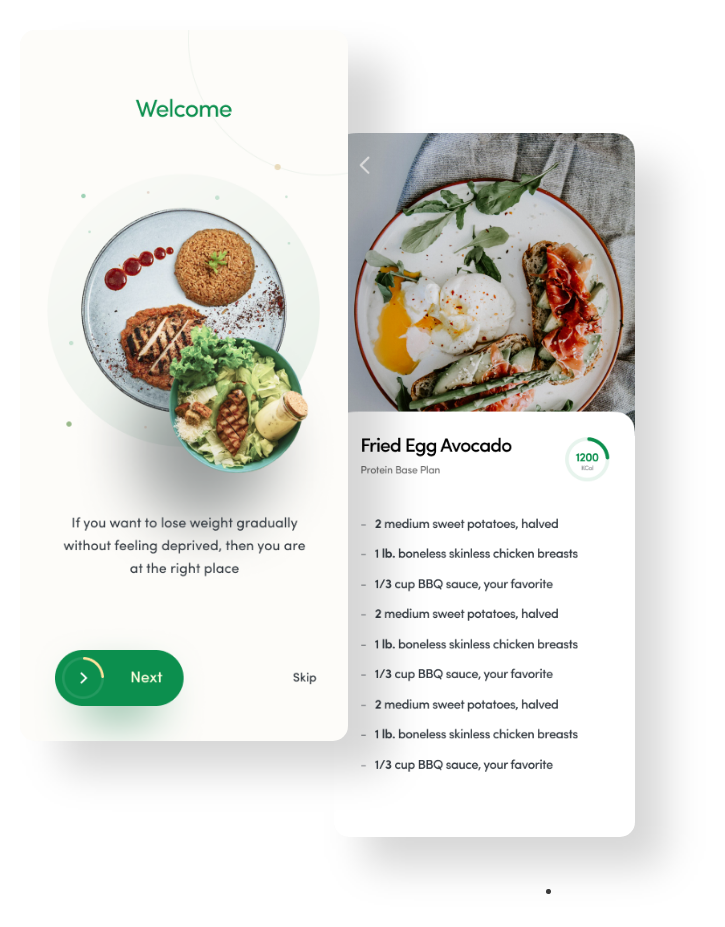 Welcome
If you want to lose weight gradually
without feeling deprived, then you are
at the right place
Next
Skip
Fried Egg Avocado
Protein Base Plan
1200
KCal
- 2 medium sweet potatoes, halved
- 1 lb. boneless skinless chicken breasts
- 1/3 cup BBQ sauce, your favorite
- 2 medium sweet potatoes, halved
- 1 lb. boneless skinless chicken breasts
- 1/3 cup BBQ sauce, your favorite
- 2 medium sweet potatoes, halved
- 1 lb. boneless skinless chicken breasts
- 1/3 cup BBQ sauce, your favorite